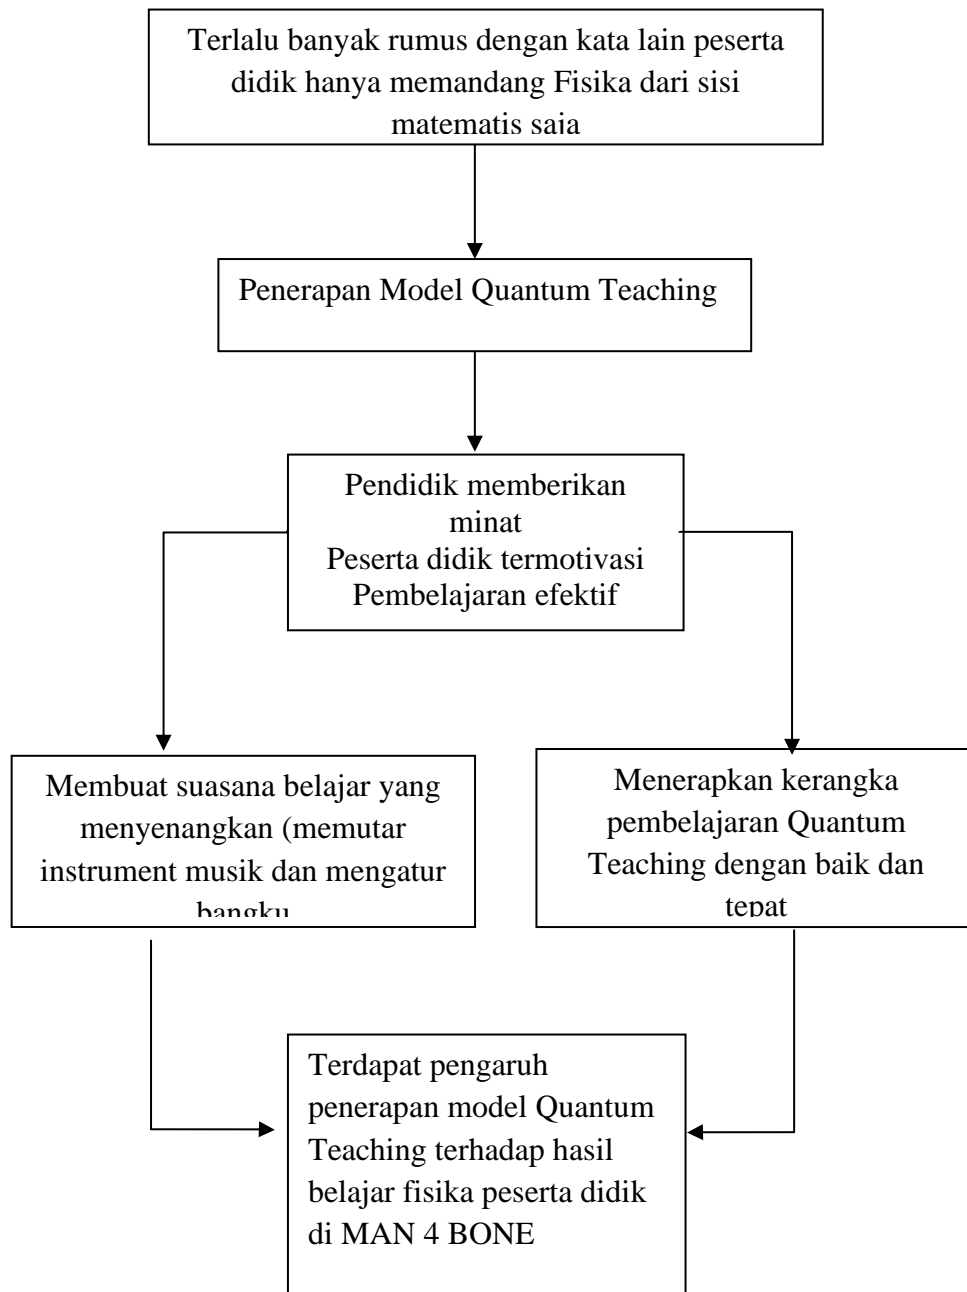 Terlalu banyak rumus dengan kata lain peserta
didik hanya memandang Fisika dari sisi
matematis saja
Penerapan Model Quantum Teaching
Pendidik memberikan
minat
Peserta didik termotivasi
Pembelajaran efektif
Membuat suasana belajar yang
menyenangkan (memutar
instrument musik dan mengatur
bangku
Menerapkan kerangka
pembelajaran Quantum
Teaching dengan baik dan
tepat
Terdapat pengaruh
penerapan model Quantum
Teaching terhadap hasil
belajar fisika peserta didik
di MAN 4 BONE